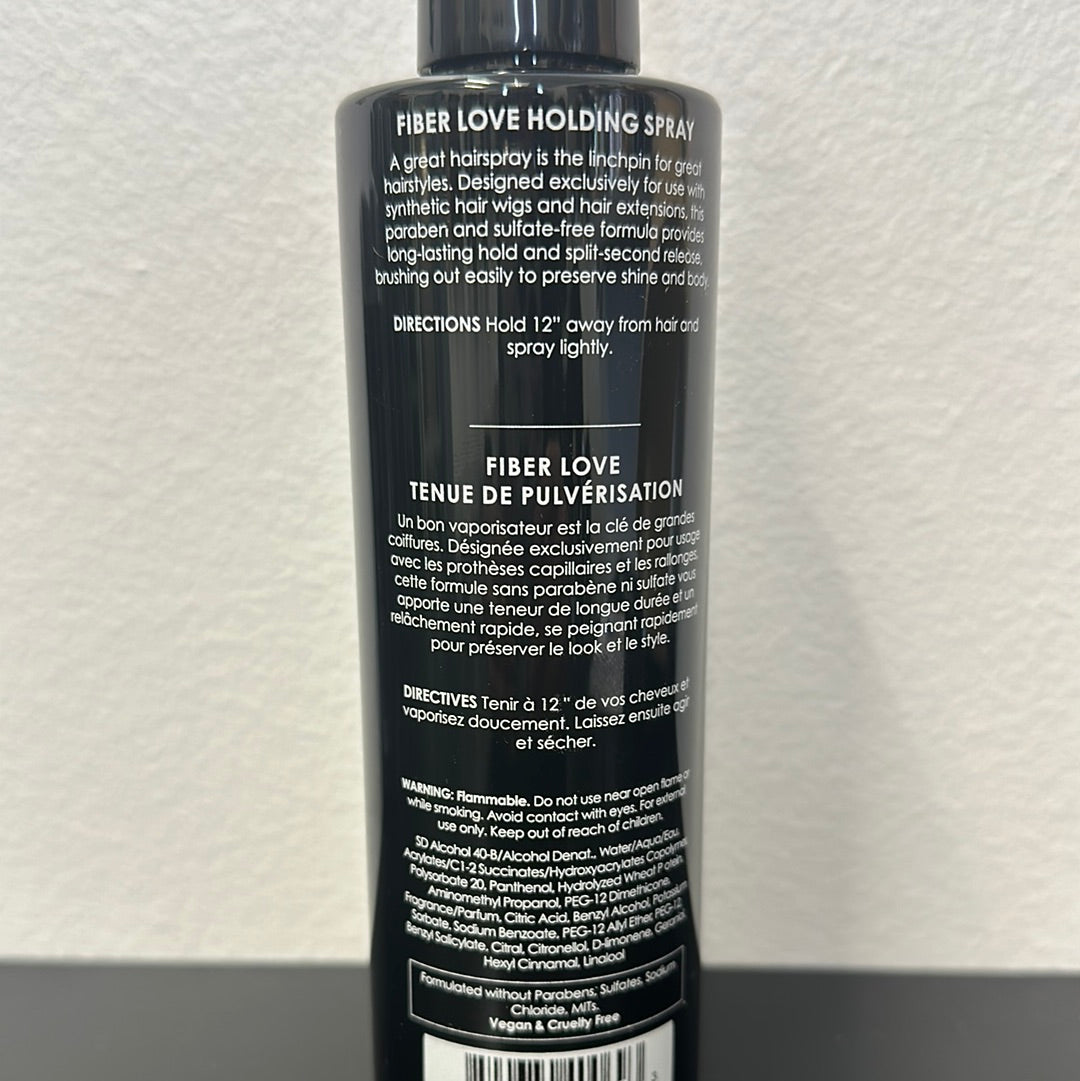 FIBER LOVE HOLDING SPRAY
A great hairspray is the linchpin for great
hairstyles. Designed exclusively for use with
synthetic hair wigs and hair extensions, this
paraben and sulfate-free formula provides
long-lasting hold and split-second release,
brushing out easily to preserve shine and body.
DIRECTIONS Hold 12" away from hair and
spray lightly.
FIBER LOVE
TENUE DE PULVÉRISATION
Un bon vaporisateur est la clé de grandes
coiffures. Désignée exclusivement pour usage
avec les prothèses capillaires et les rallonges,
cette formule sans parabène ni sulfate vous
apporte une teneur de longue durée et un
relâchement rapide, se peignant rapidement
pour préserver le look et le style.
DIRECTIVES Tenir à 12 " de vos cheveux et
vaporisez doucement. Laissez ensuite agir
et sécher.
WARNING: Flammable. Do not use near open flame or
while smoking. Avoid contact with eyes. For external
use only. Keep out of reach of children.
SD Alcohol 40-B/Alcohol Denat., Water/Aqua/Eau,
Acrylates/C1-2 Succinates/Hydroxyacrylates Copolymer,
Polysorbate 20, Panthenol, Hydrolyzed Wheat P otein,
Aminomethyl Propanol, PEG-12 Dimethicone,
Fragrance/Parfum, Citric Acid, Benzyl Alcohol, Potassium
Sorbate, Sodium Benzoate, PEG-12 Allyl Ether, PEG-12,
Benzyl Salicylate, Citral, Citronellol, D-limonene, Geraniol,
Hexyl Cinnamal, Linalool
Formulated without Parabens, Sulfates, Sodium
Chloride, MITs.
Vegan & Cruelty Free